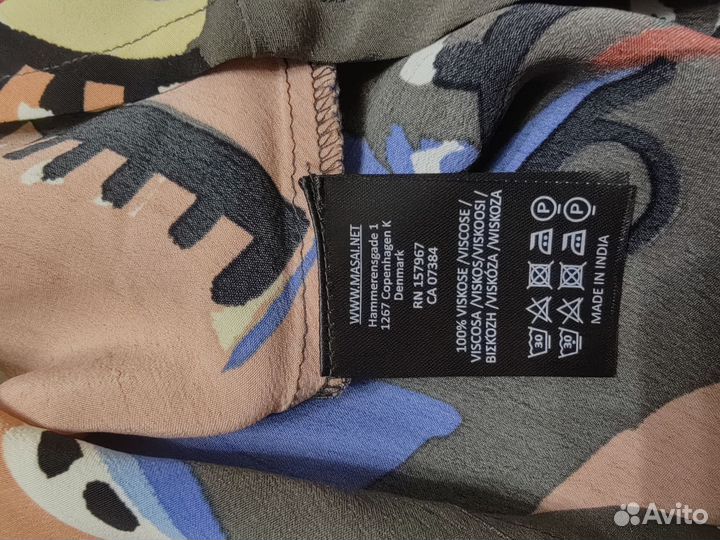 WWW.MASAI.NET
Hammerensgade 1
1267 Copenhagen K
Denmark
RN 157967
CA 07384
100% VISKOSE /VISCOSE/
VISCOSA /VISKOS/VISKOOSI /
ΒΙΣΚΟΖΗ /VISKÓZA /WISKOZA
30 P
30 P
MADE IN INDIA
Avito